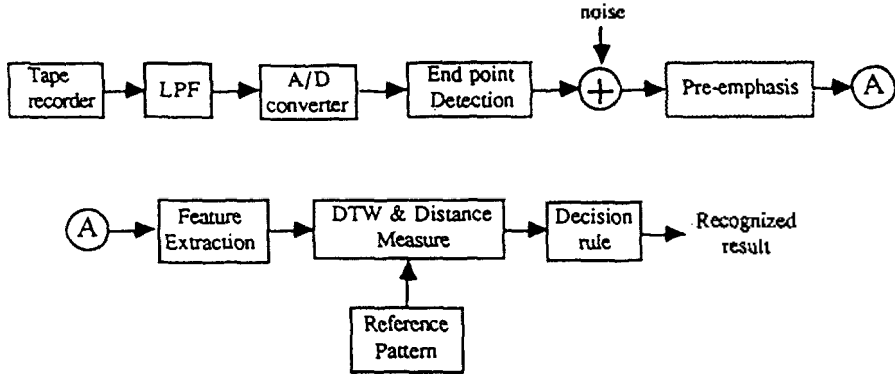 noise
Tape
recorder
LPF
A/D
converter
End point
Detection
+
Pre-emphasis
A
A
Feature
Extraction
DTW & Distance
Measure
Decision
rule
Recognized
result
Reference
Pattern